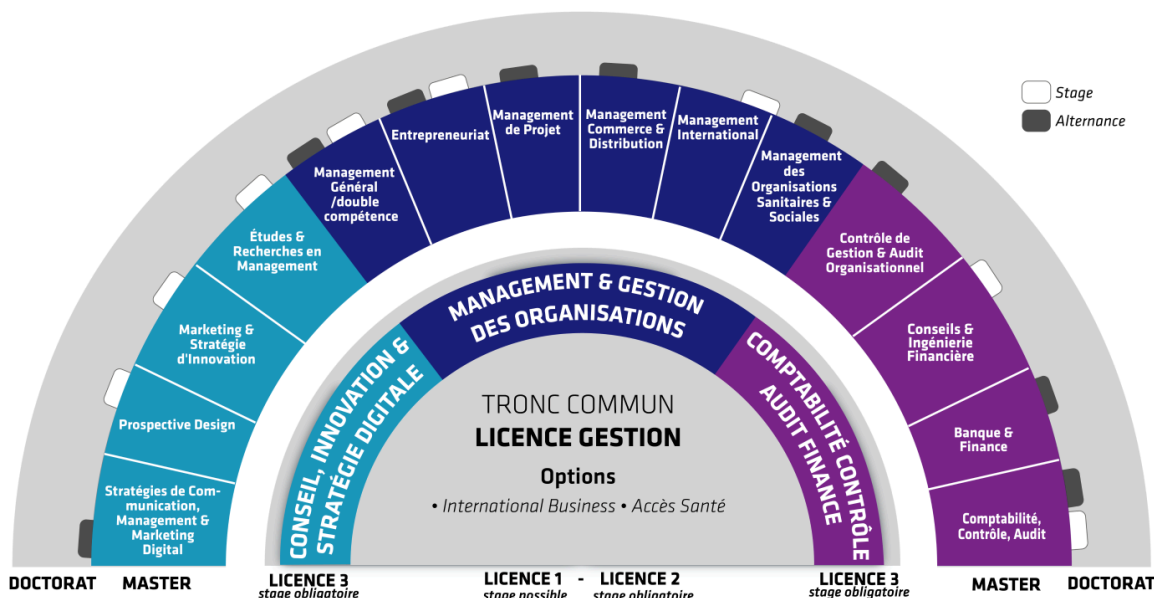 Stage
Alternance
Management
de Projet
Management
Commerce &
Distribution
Management
International
Entrepreneuriat
Management
Général
/double
compétence
Management
des
Organisations
Sanitaires &
Sociales
Études &
Recherches en
Management
Contrôle de
Gestion & Audit
Organisationnel
Marketing &
Stratégie
d'Innovation
Conseils &
Ingénierie
Financière
Prospective Design
Banque &
Finance
Stratégies de Com-
munication,
Management &
Marketing
Digital
Comptabilité,
Contrôle, Audit
MANAGEMENT & GESTION
DES ORGANISATIONS
CONSEIL, INNOVATION &
STRATÉGIE DIGITALE
COMPTABILITÉ CONTRÔLE
AUDIT FINANCE
TRONC COMMUN
LICENCE GESTION
Options
• International Business • Accès Santé
DOCTORAT MASTER LICENCE 3 LICENCE 1 - LICENCE 2 LICENCE 3 MASTER DOCTORAT
stage obligatoire stage possible stage obligatoire stage obligatoire